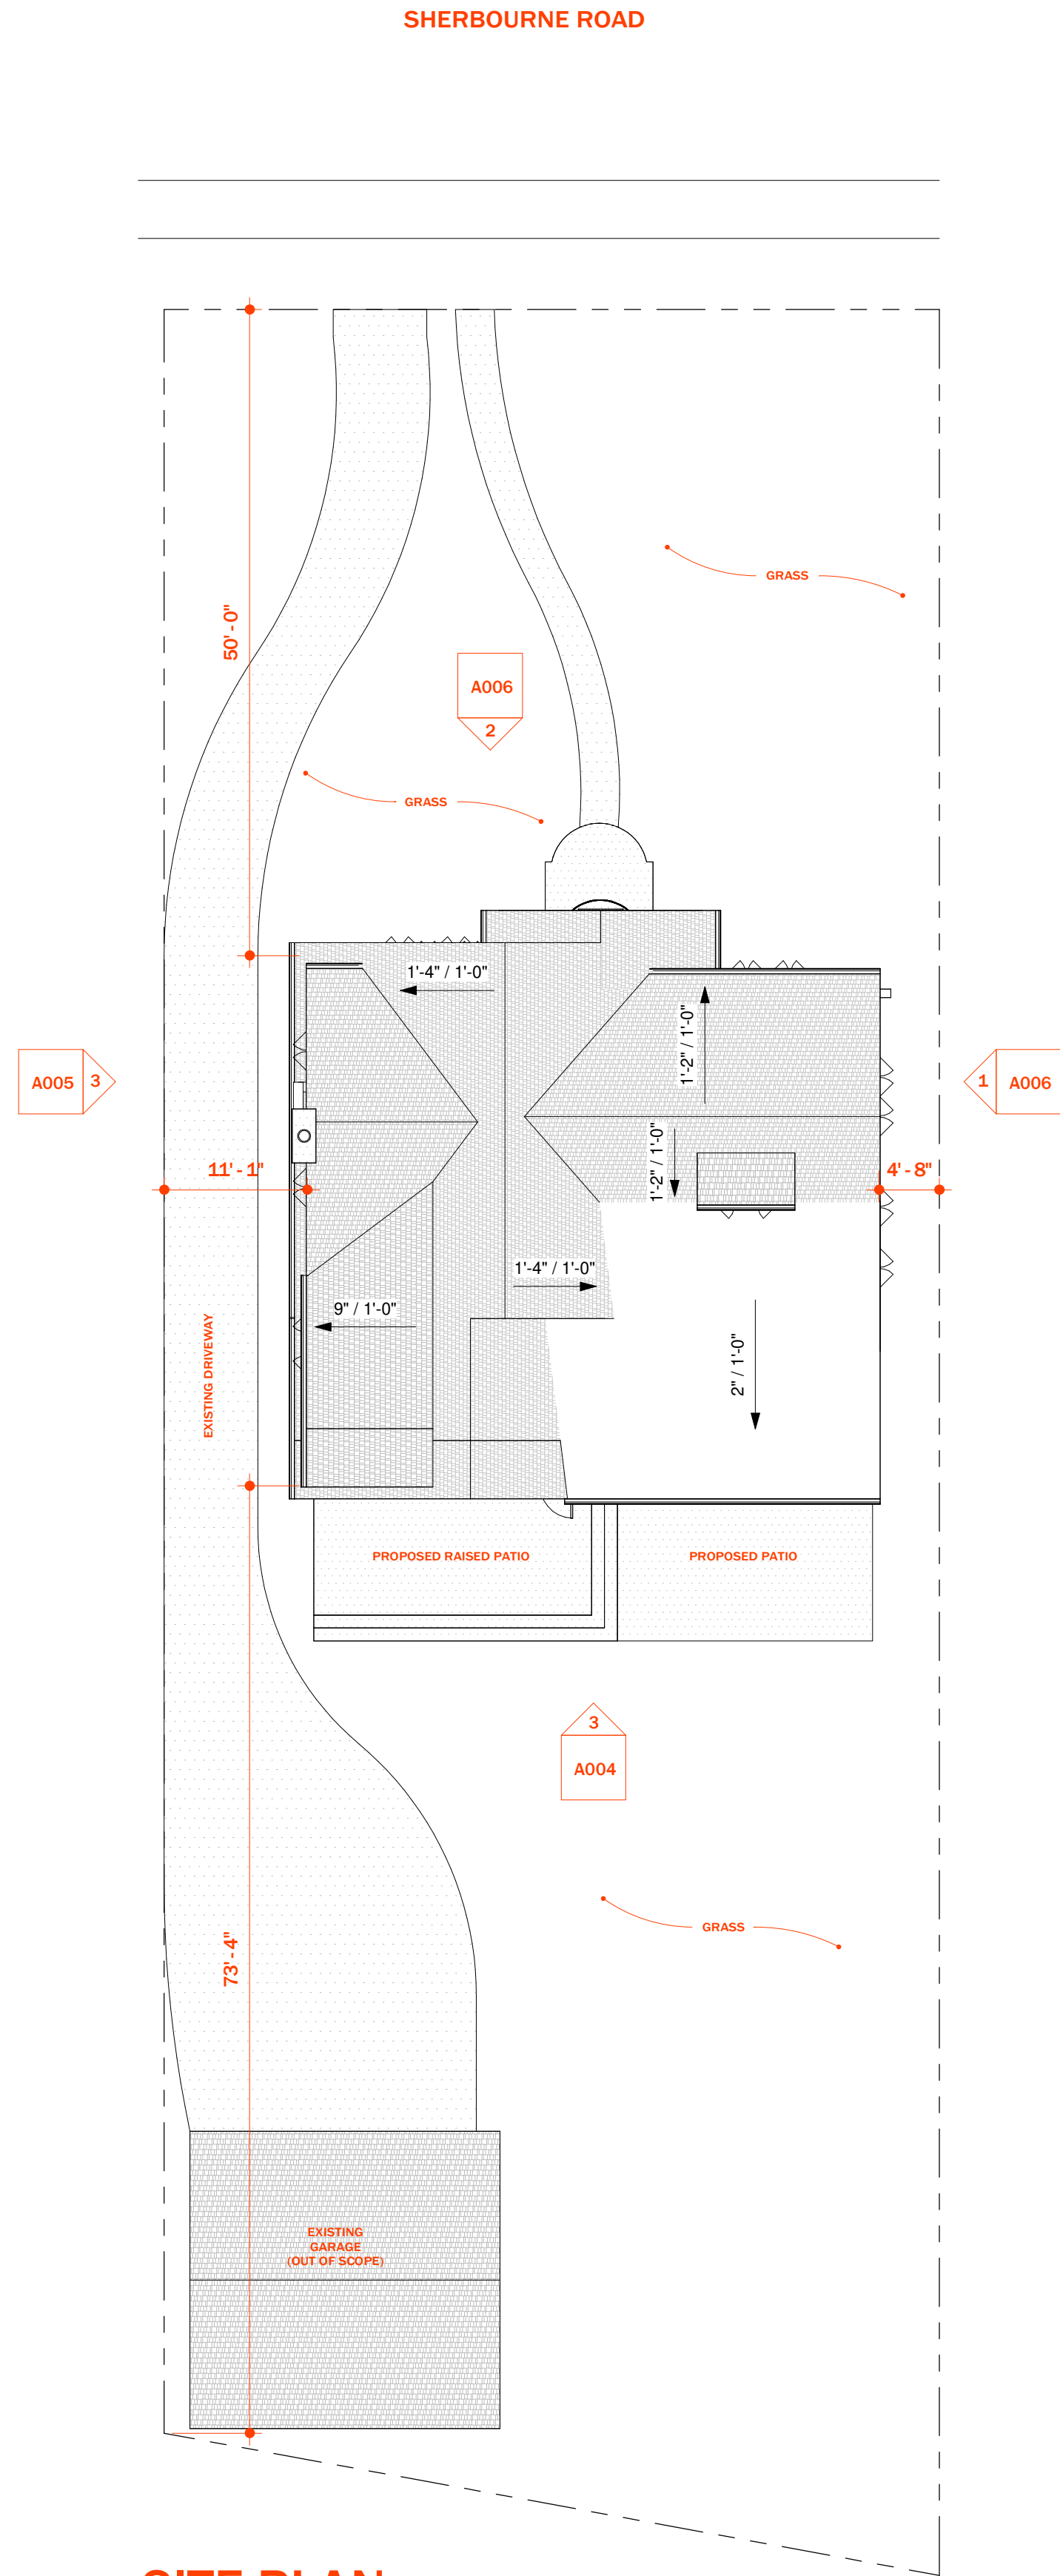 SHERBOURNE ROAD
GRASS
50' - 0"
A006
2
GRASS
1'-4" / 1'-0"
1'-2" / 1'-0"
A005
3
1
A006
1'-2" / 1'-0"
11' - 1"
4' - 8"
1'-4" / 1'-0"
9" / 1'-0"
2" / 1'-0"
EXISTING DRIVEWAY
PROPOSED RAISED PATIO
PROPOSED PATIO
3
A004
GRASS
73' - 4"
EXISTING
GARAGE
(OUT OF SCOPE)
SITE PLAN